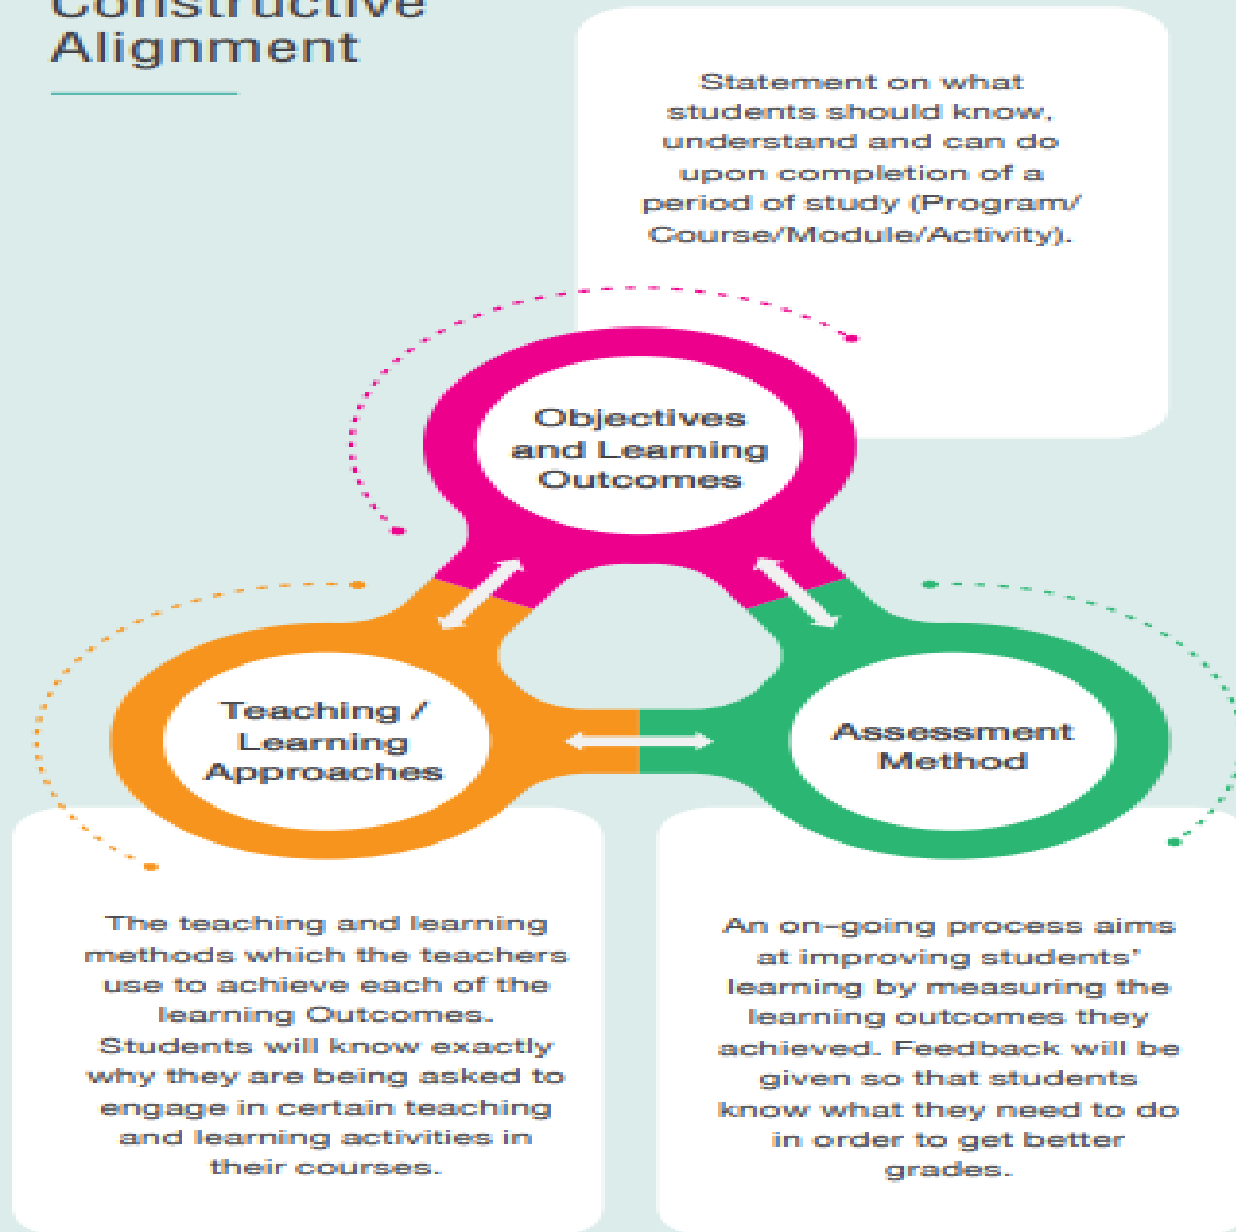 Constructive
Alignment
Statement on what
students should know,
understand and can do
upon completion of a
period of study (Program/
Course/Module/Activity).
Objectives
and Learning
Outcomes
Teaching /
Learning
Approaches
Assessment
Method
The teaching and learning
methods which the teachers
use to achieve each of the
learning Outcomes.
Students will know exactly
why they are being asked to
engage in certain teaching
and learning activities in
their courses.
An on-going process aims
at improving students'
learning by measuring the
learning outcomes they
achieved. Feedback will be
given so that students
know what they need to do
in order to get better
grades.